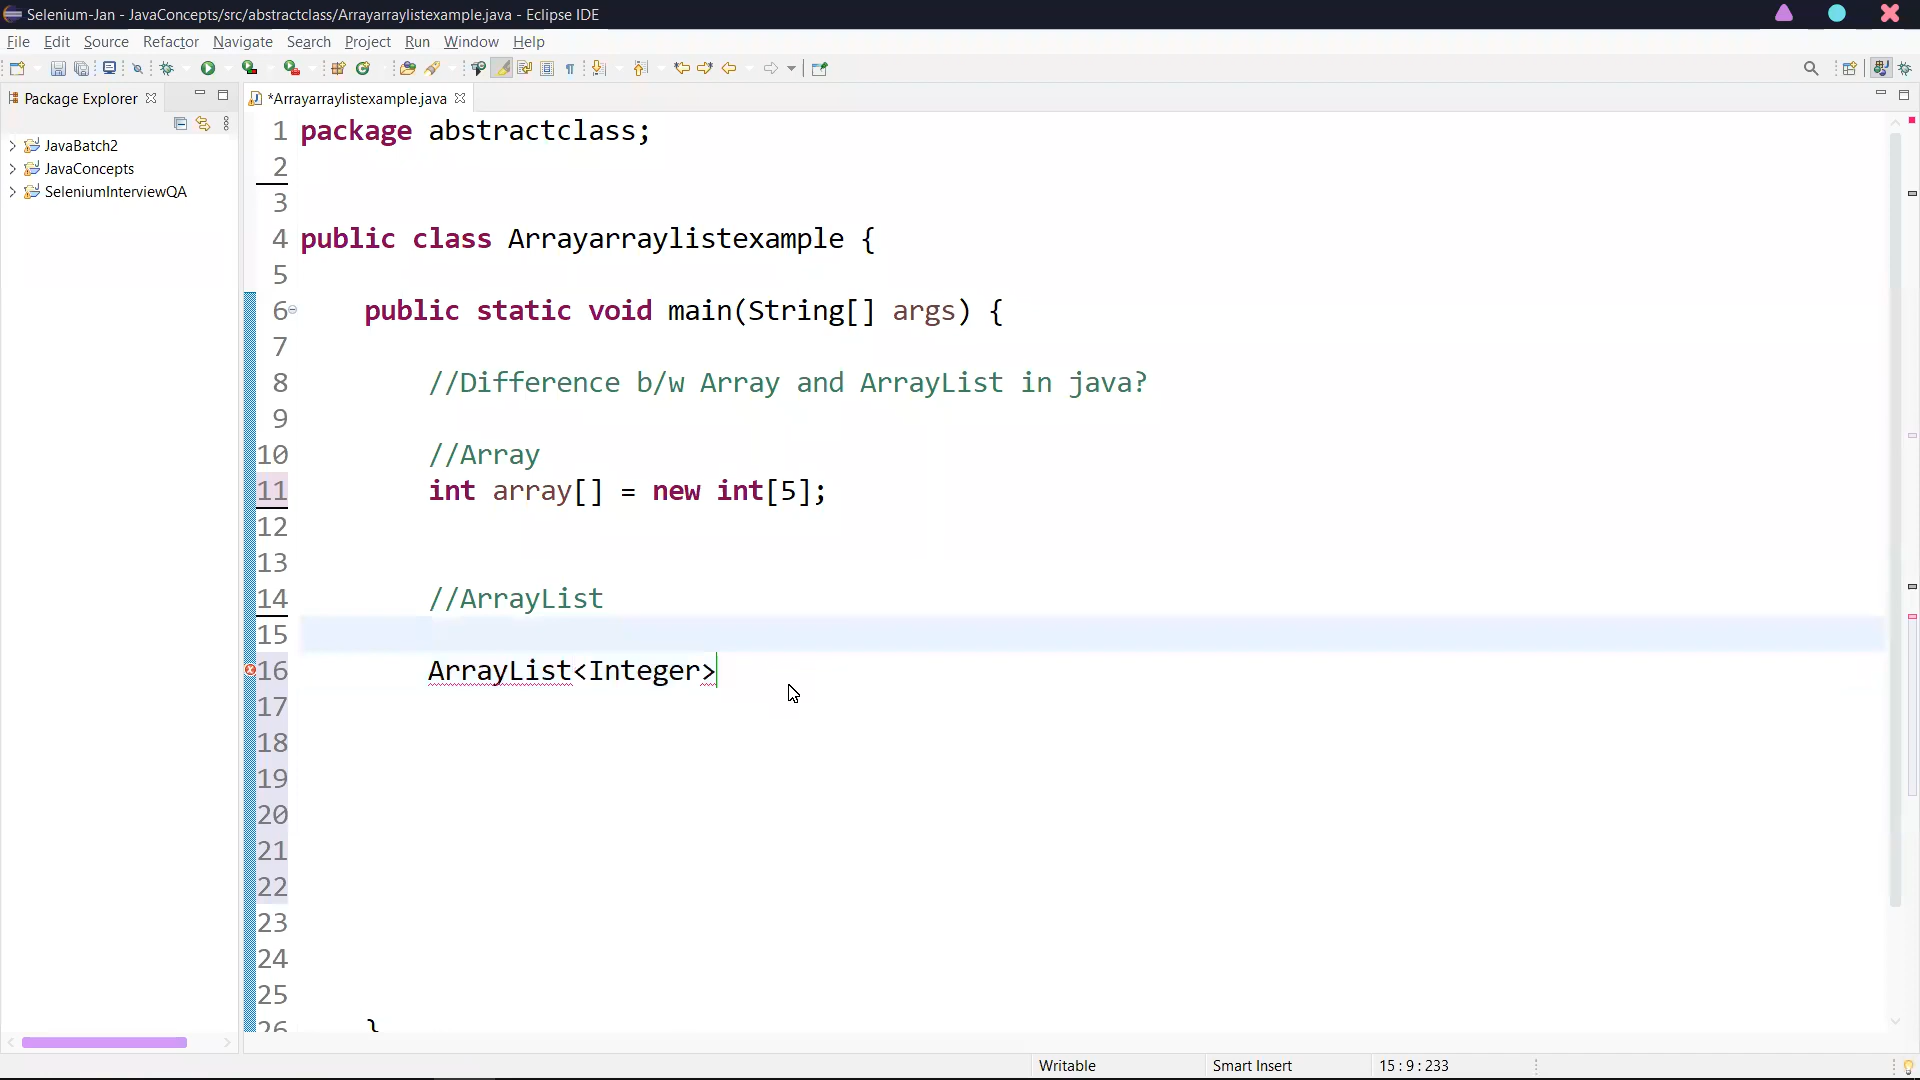 Selenium-Jan - JavaConcepts/src/abstractclass/Arrayarraylistexample.java - Eclipse IDE
File Edit Source Refactor Navigate Search Project Run Window Help
Package Explorer
*Arrayarraylistexample.java
JavaBatch2
JavaConcepts
SeleniumInterviewQA
1 package abstractclass;
2
3
4 public class Arrayarraylistexample {
5
6 public static void main(String[] args) {
7
8 //Difference b/w Array and ArrayList in java?
9
10 //Array
11 int array[] = new int[5];
12
13
14 //ArrayList
15
16 ArrayList<Integer>
17
18
19
20
21
22
23
24
25
26 }
Writable Smart Insert 15 : 9 : 233